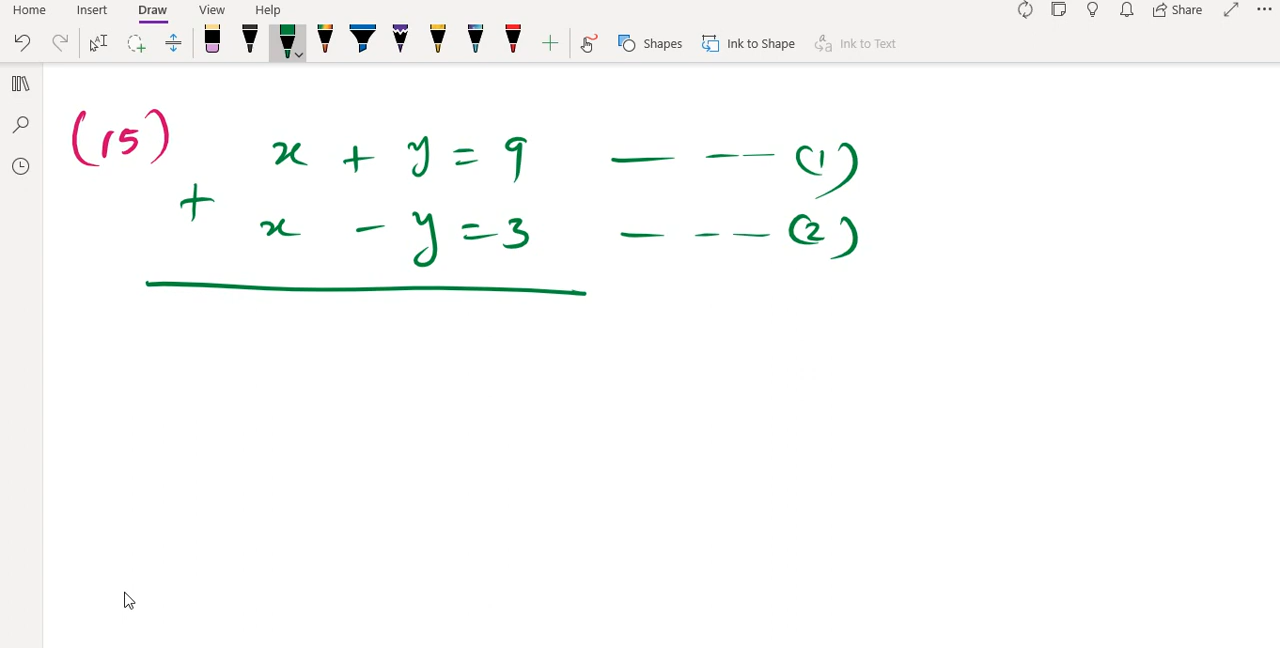 Home Insert Draw View Help Share
Shapes Ink to Shape Ink to Text
(15) x + y = 9 — -- (1)
+
x - y = 3 — -- (2)